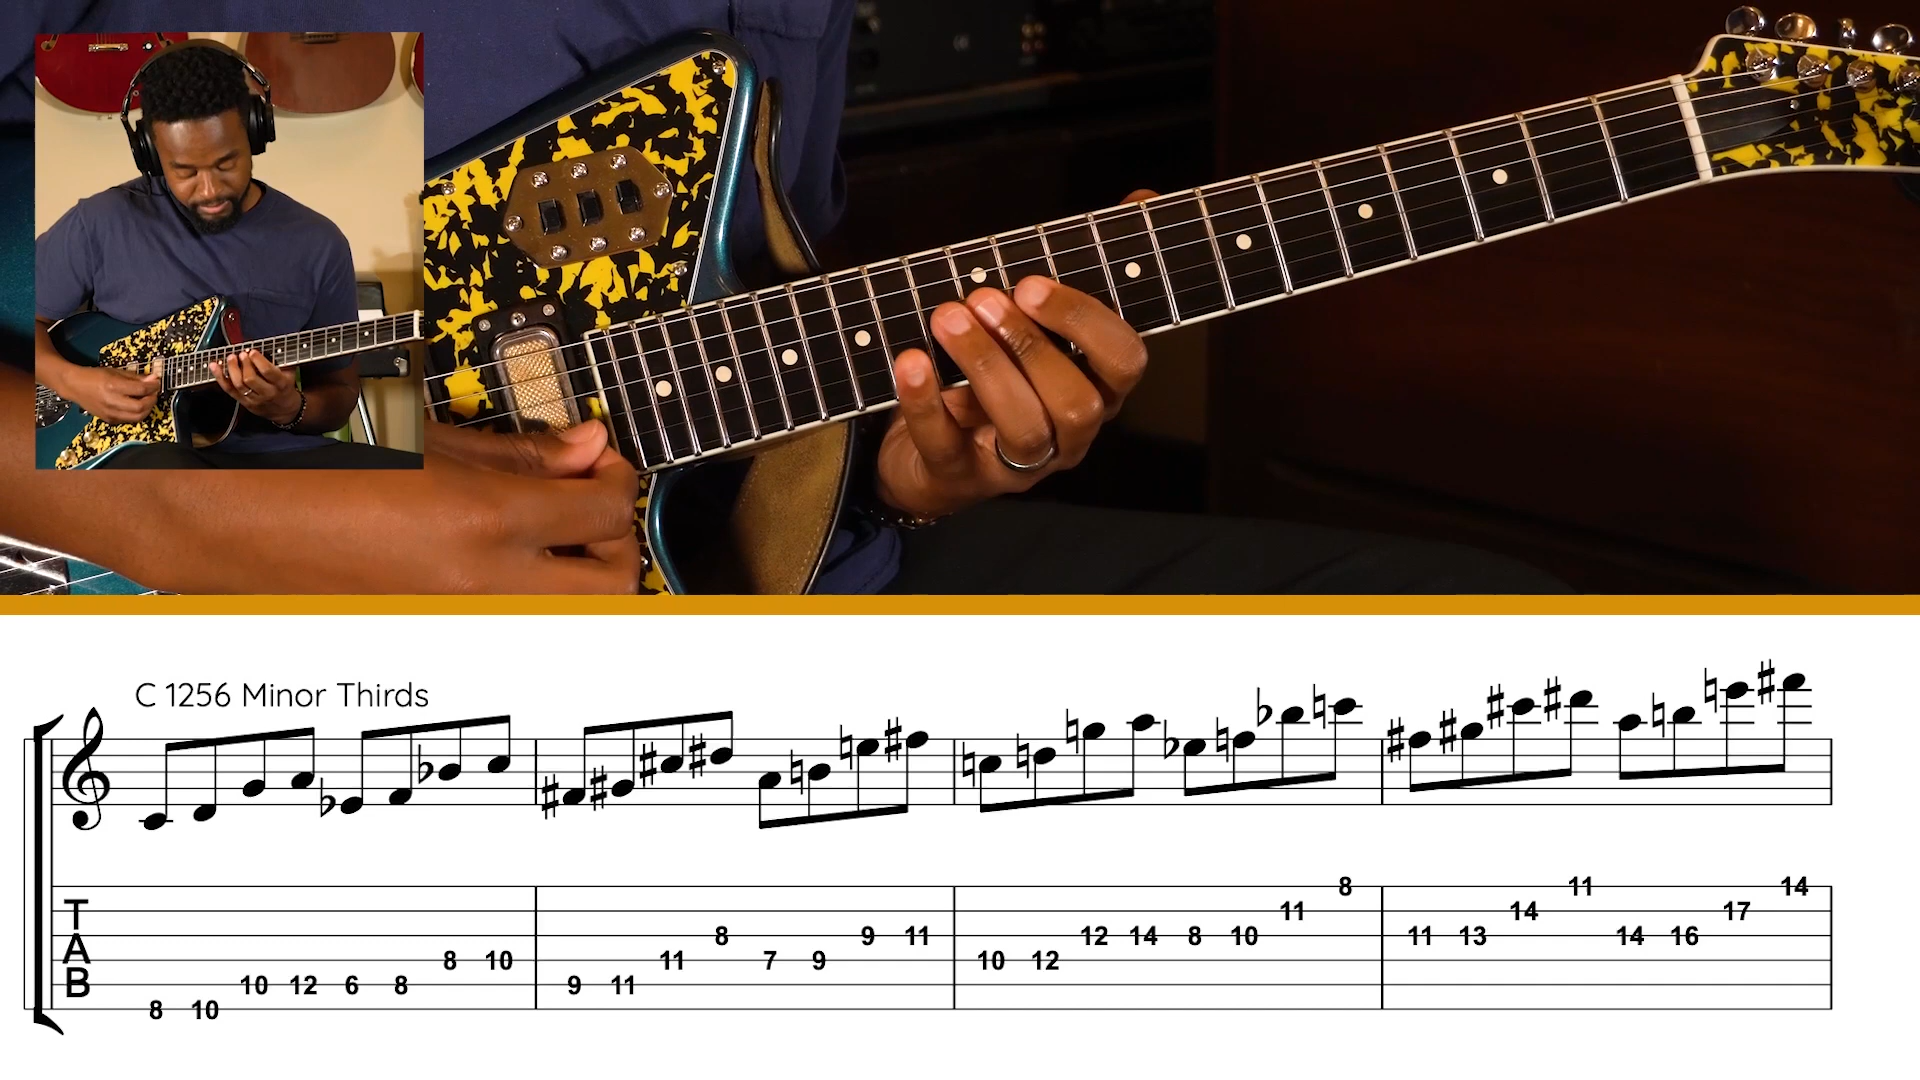 C 1256 Minor Thirds
8 11 14
T 11 14 17
A 8 9 11 12 14 8 10 11 13 14 16
8 10 11 7 9 10 12
B 10 12 6 8 9 11
8 10